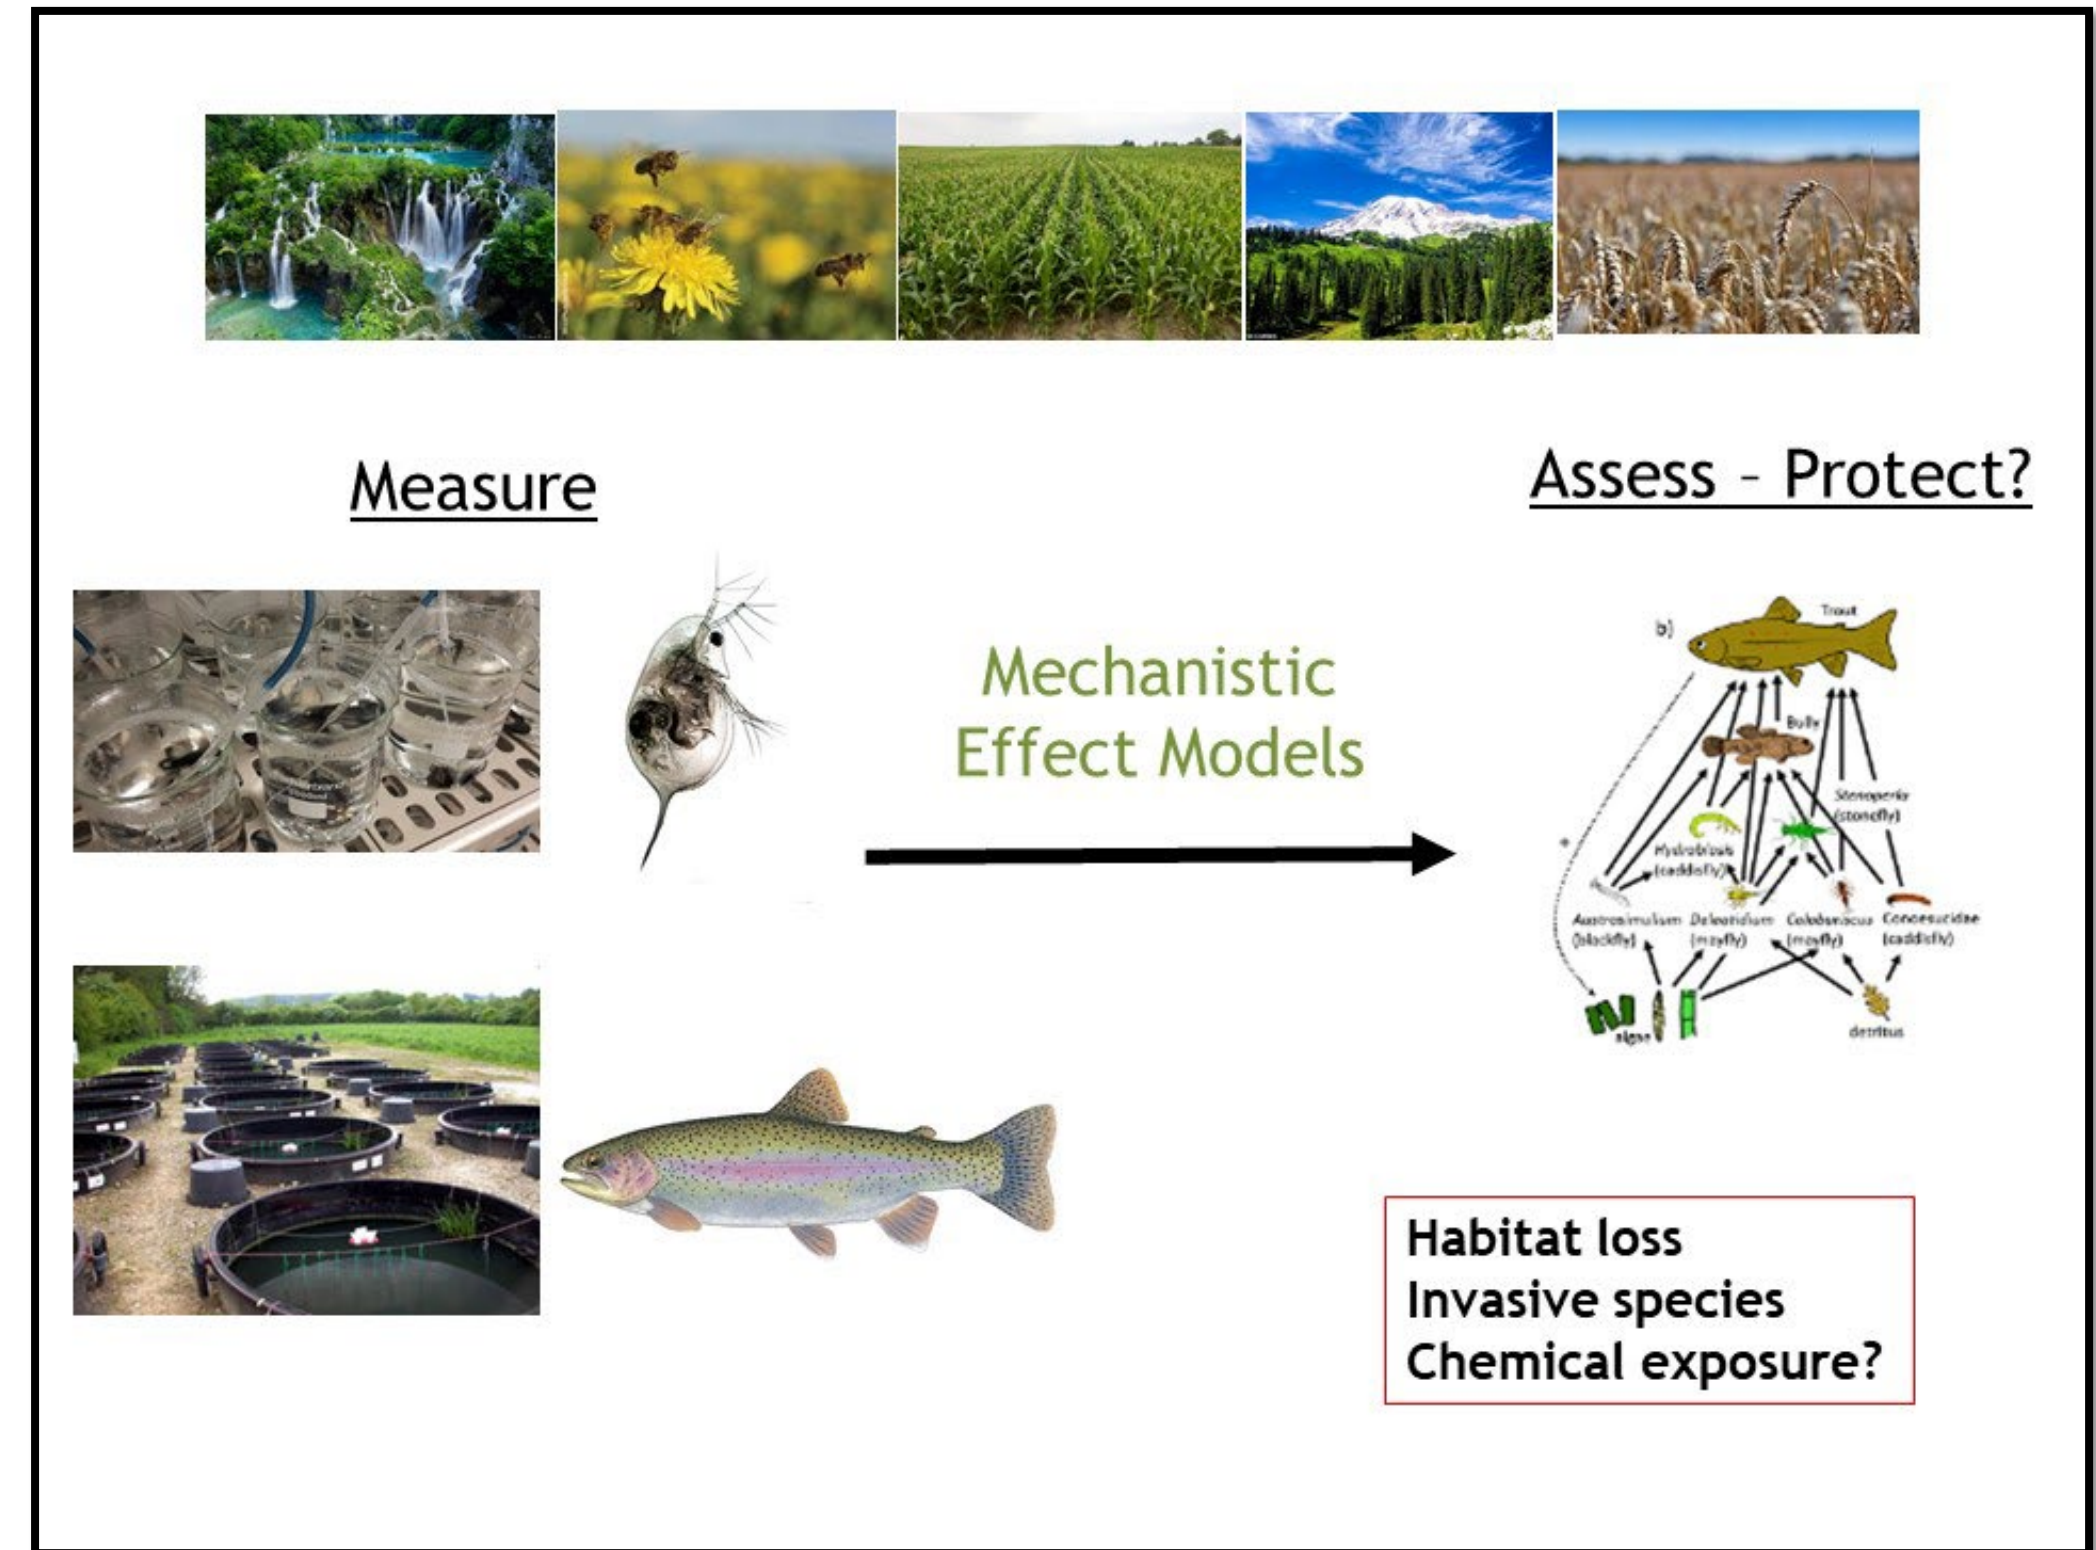 Measure
Assess – Protect?
Mechanistic
Effect Models
b)
Trout
Bully
Stenoperla
(stonefly)
Hydrobiosis
(caddisfly)
Austrosimulium Deleatidium Coloburiscus Conoesucidae
(blackfly) (mayfly) (mayfly) (caddisfly)
algae
detritus
Habitat loss
Invasive species
Chemical exposure?